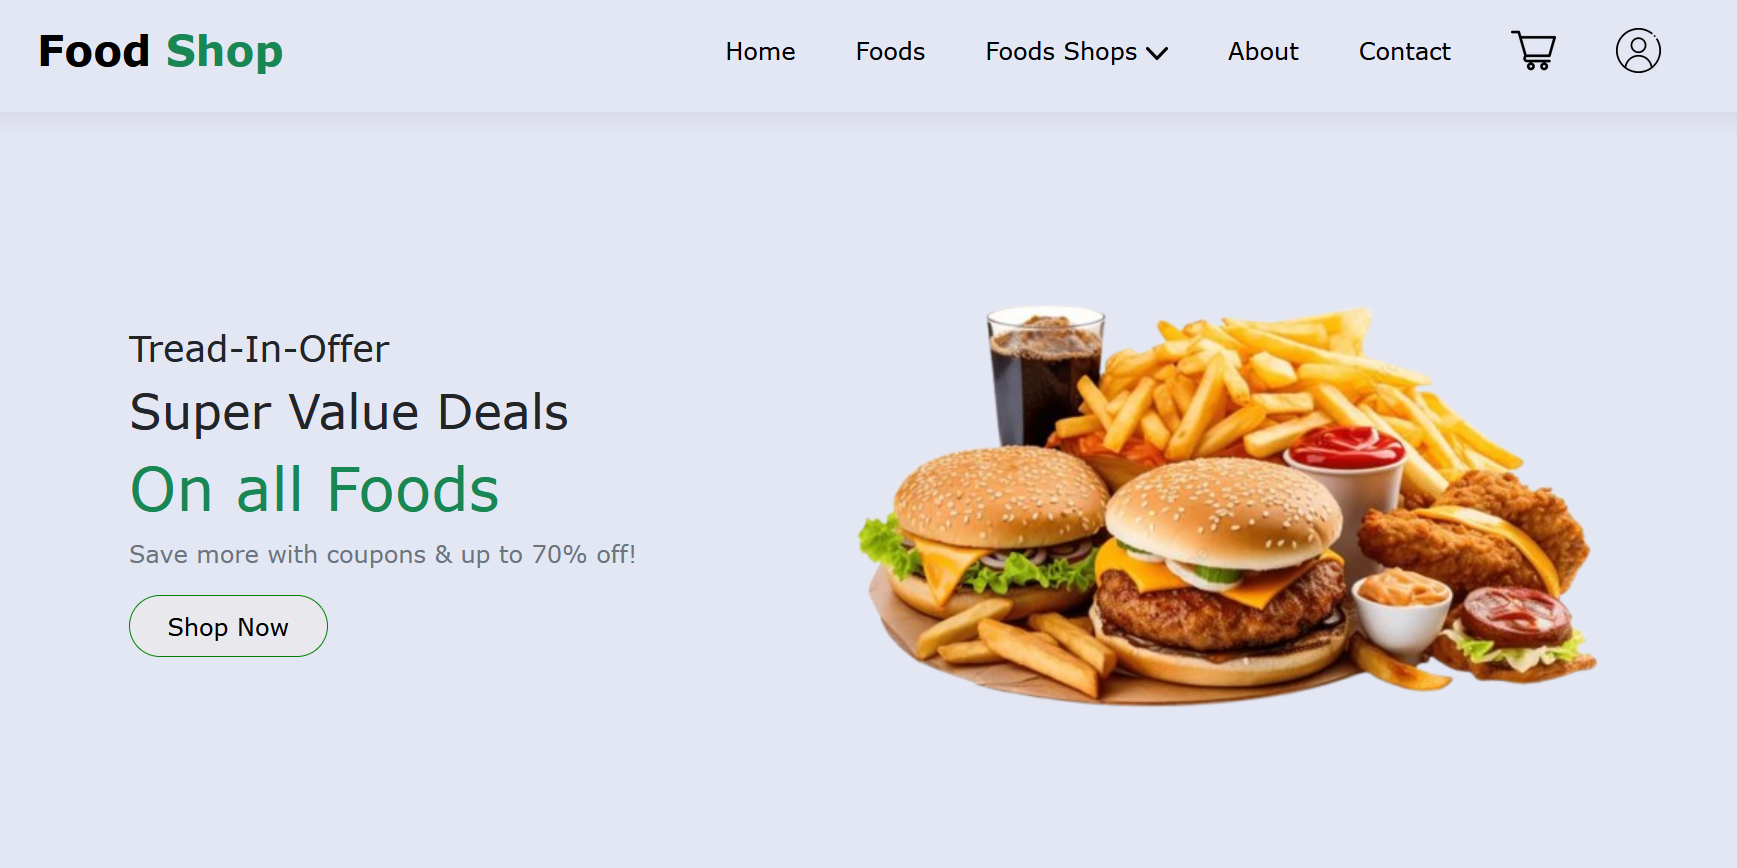 Food Shop
Home Foods Foods Shops About Contact
Tread-In-Offer
Super Value Deals
On all Foods
Save more with coupons & up to 70% off!
Shop Now